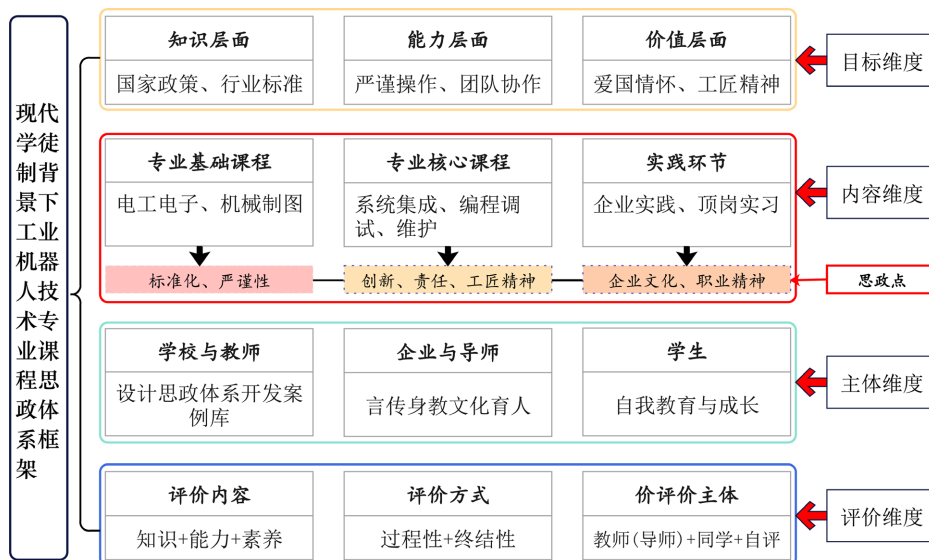 现代
学徒
制背
景下
工业
机器
人技
术专
业课
程思
政体
系框
架
知识层面
能力层面
价值层面
国家政策、行业标准
严谨操作、团队协作
爱国情怀、工匠精神
目标维度
专业基础课程
专业核心课程
实践环节
电工电子、机械制图
系统集成、编程调
试、维护
企业实践、顶岗实习
内容维度
标准化、严谨性
创新、责任、工匠精神
企业文化、职业精神
思政点
学校与教师
企业与导师
学生
设计思政体系开发案
例库
言传身教文化育人
自我教育与成长
主体维度
评价内容
评价方式
价评价主体
知识+能力+素养
过程性+终结性
教师(导师)+同学+自评
评价维度